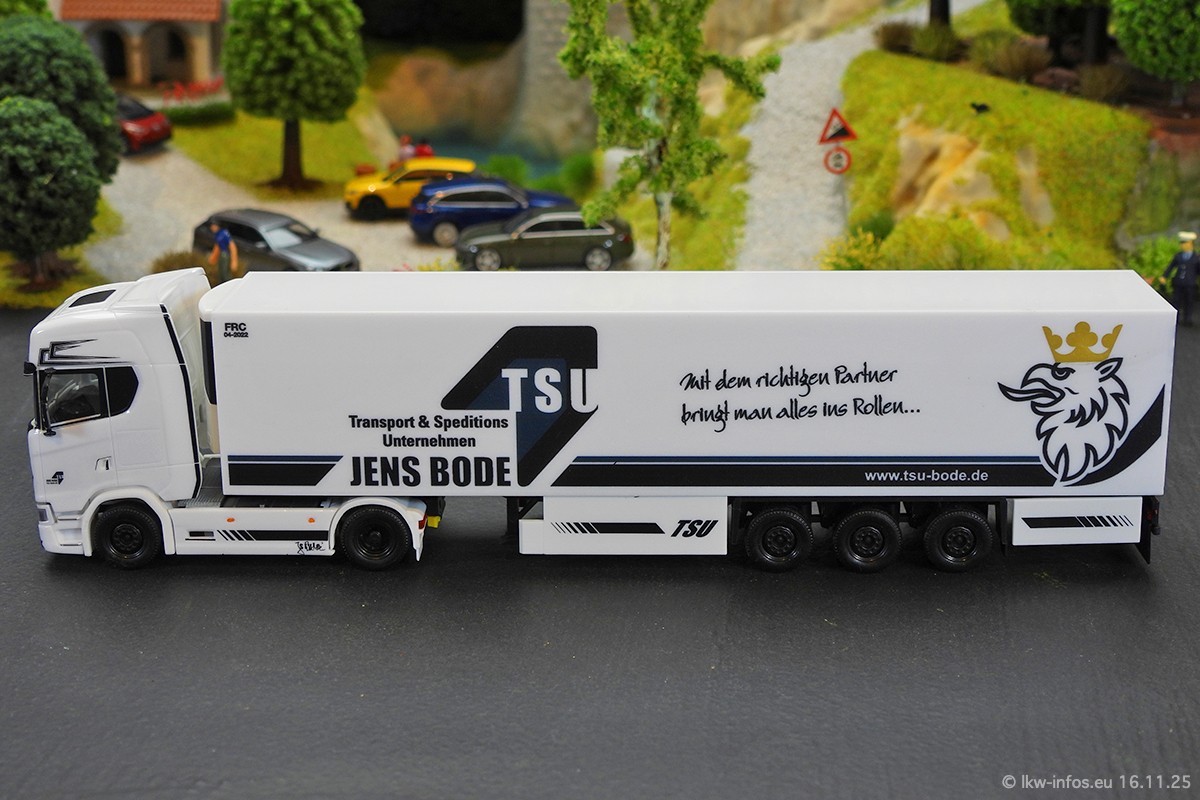 FRC
04-2022
TSU
Transport & Speditions
Unternehmen
JENS BODE
Mit dem richtigen Partner
bringt man alles ins Rollen...
www.tsu-bode.de
TSU
© lkw-infos.eu 16.11.25